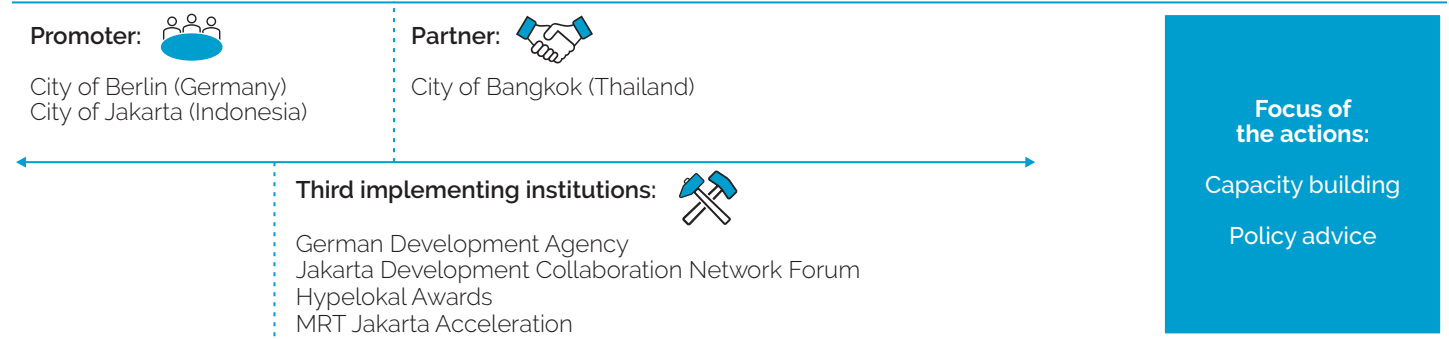 Promoter:
City of Berlin (Germany)
City of Jakarta (Indonesia)
Partner:
City of Bangkok (Thailand)
Third implementing institutions:
German Development Agency
Jakarta Development Collaboration Network Forum
Hypelokal Awards
MRT Jakarta Acceleration
Focus of
the actions:
Capacity building
Policy advice